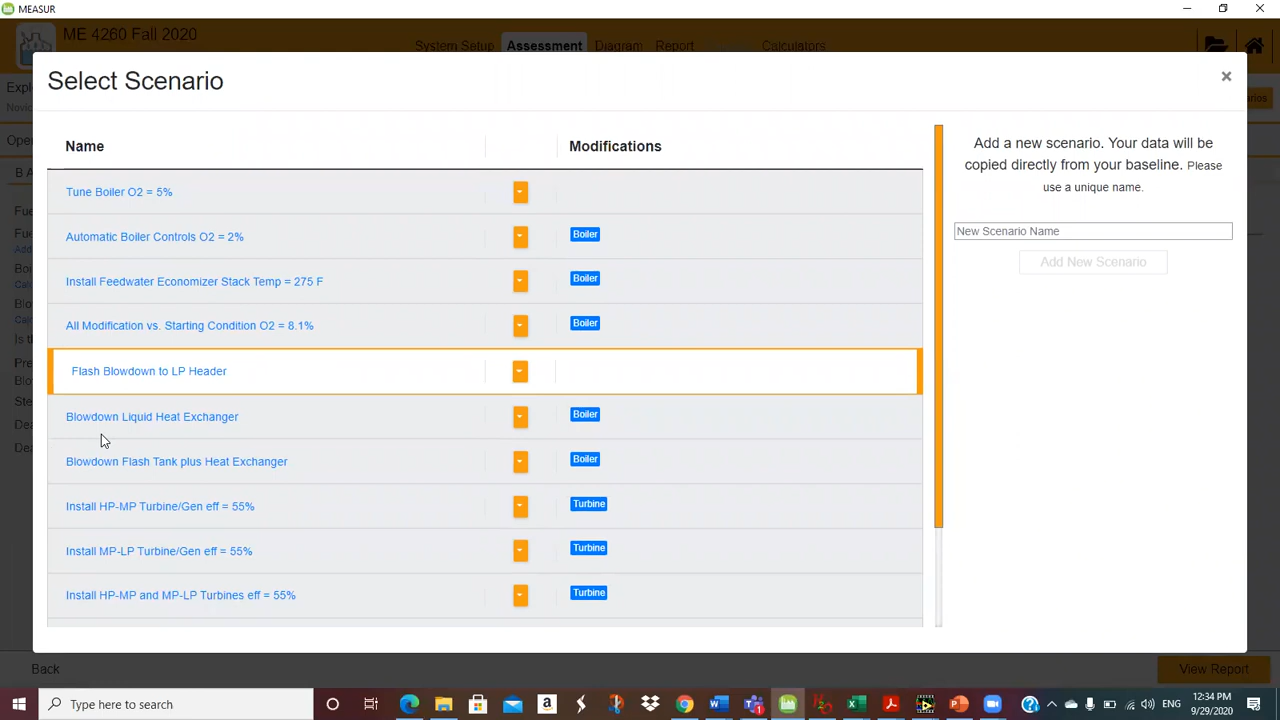 MEASUR
ME 4260 Fall 2020
System Setup Assessment Diagram Report Calculators
Select Scenario
Name Modifications
Tune Boiler O2 = 5%
Automatic Boiler Controls O2 = 2% Boiler
Install Feedwater Economizer Stack Temp = 275 F Boiler
All Modification vs. Starting Condition O2 = 8.1% Boiler
Flash Blowdown to LP Header
Blowdown Liquid Heat Exchanger Boiler
Blowdown Flash Tank plus Heat Exchanger Boiler
Install HP-MP Turbine/Gen eff = 55% Turbine
Install MP-LP Turbine/Gen eff = 55% Turbine
Install HP-MP and MP-LP Turbines eff = 55% Turbine
Add a new scenario. Your data will be
copied directly from your baseline. Please
use a unique name.
New Scenario Name
Add New Scenario
Back View Report
Type here to search
ENG
12:34 PM
9/29/2020